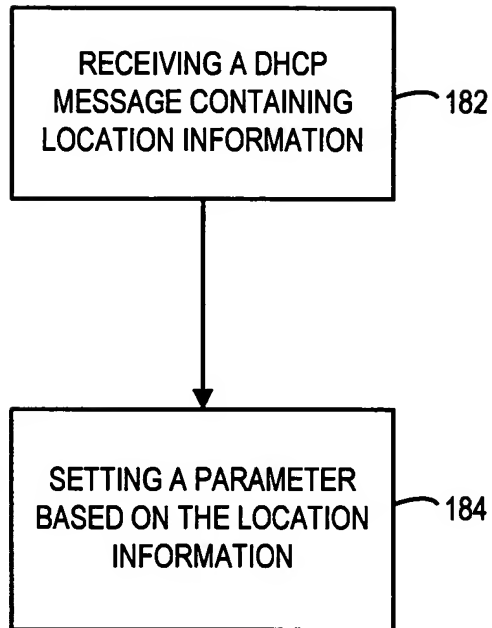 RECEIVING A DHCP
MESSAGE CONTAINING
LOCATION INFORMATION
182
SETTING A PARAMETER
BASED ON THE LOCATION
INFORMATION
184